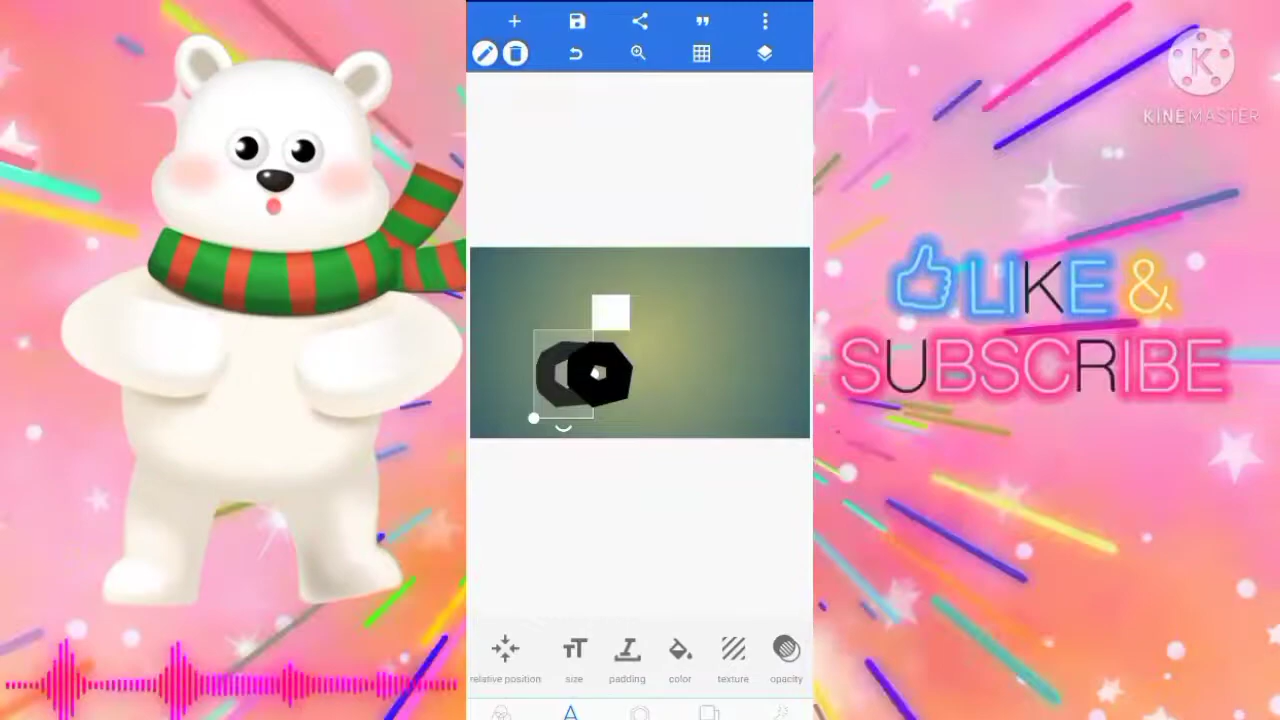 K
KINEMASTER
LIKE &
SUBSCRIBE
relative position
size
padding
color
texture
opacity